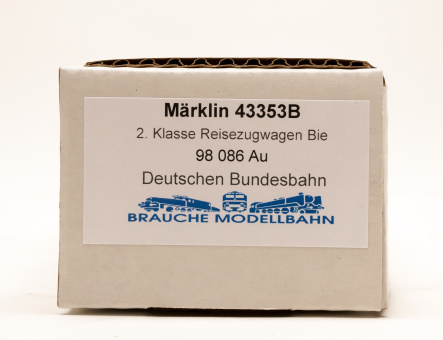 Märklin 43353B
2. Klasse Reisezugwagen Bie
98 086 Au
Deutschen Bundesbahn
BRAUCHE MODELLBAHN